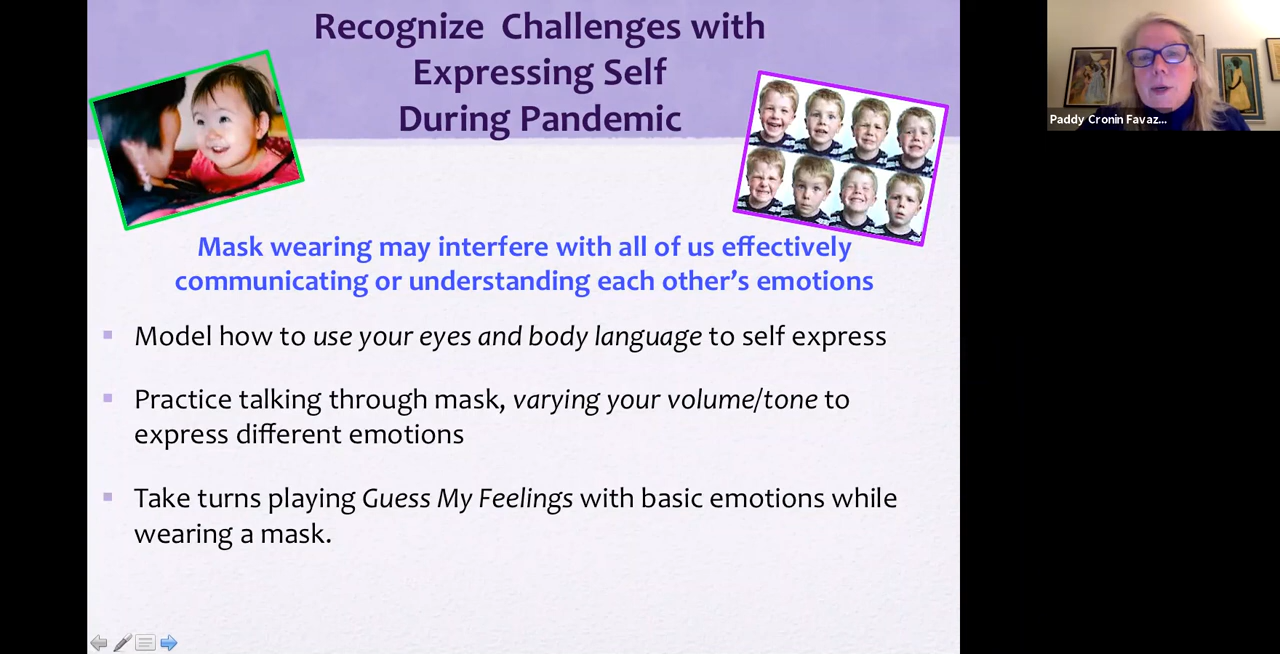 Recognize  Challenges with
Expressing Self
During Pandemic
Paddy Cronin Favaz...
Mask wearing may interfere with all of us effectively
communicating or understanding each other’s emotions
▪ Model how to use your eyes and body language to self express
▪ Practice talking through mask, varying your volume/tone to
express different emotions
▪ Take turns playing Guess My Feelings with basic emotions while
wearing a mask.